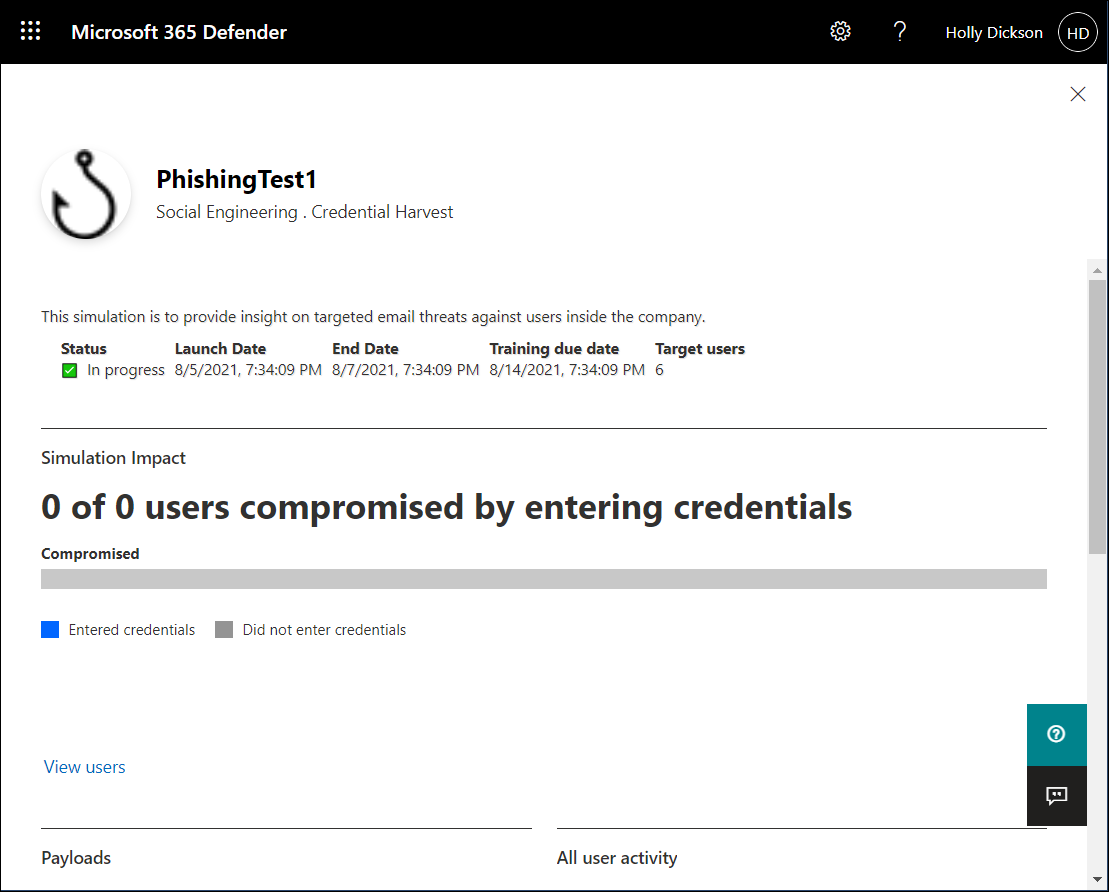 Microsoft 365 Defender
Holly Dickson HD
PhishingTest1
Social Engineering . Credential Harvest
This simulation is to provide insight on targeted email threats against users inside the company.
Status Launch Date End Date Training due date Target users
In progress 8/5/2021, 7:34:09 PM 8/7/2021, 7:34:09 PM 8/14/2021, 7:34:09 PM 6
Simulation Impact
0 of 0 users compromised by entering credentials
Compromised
Entered credentials Did not enter credentials
View users
Payloads All user activity